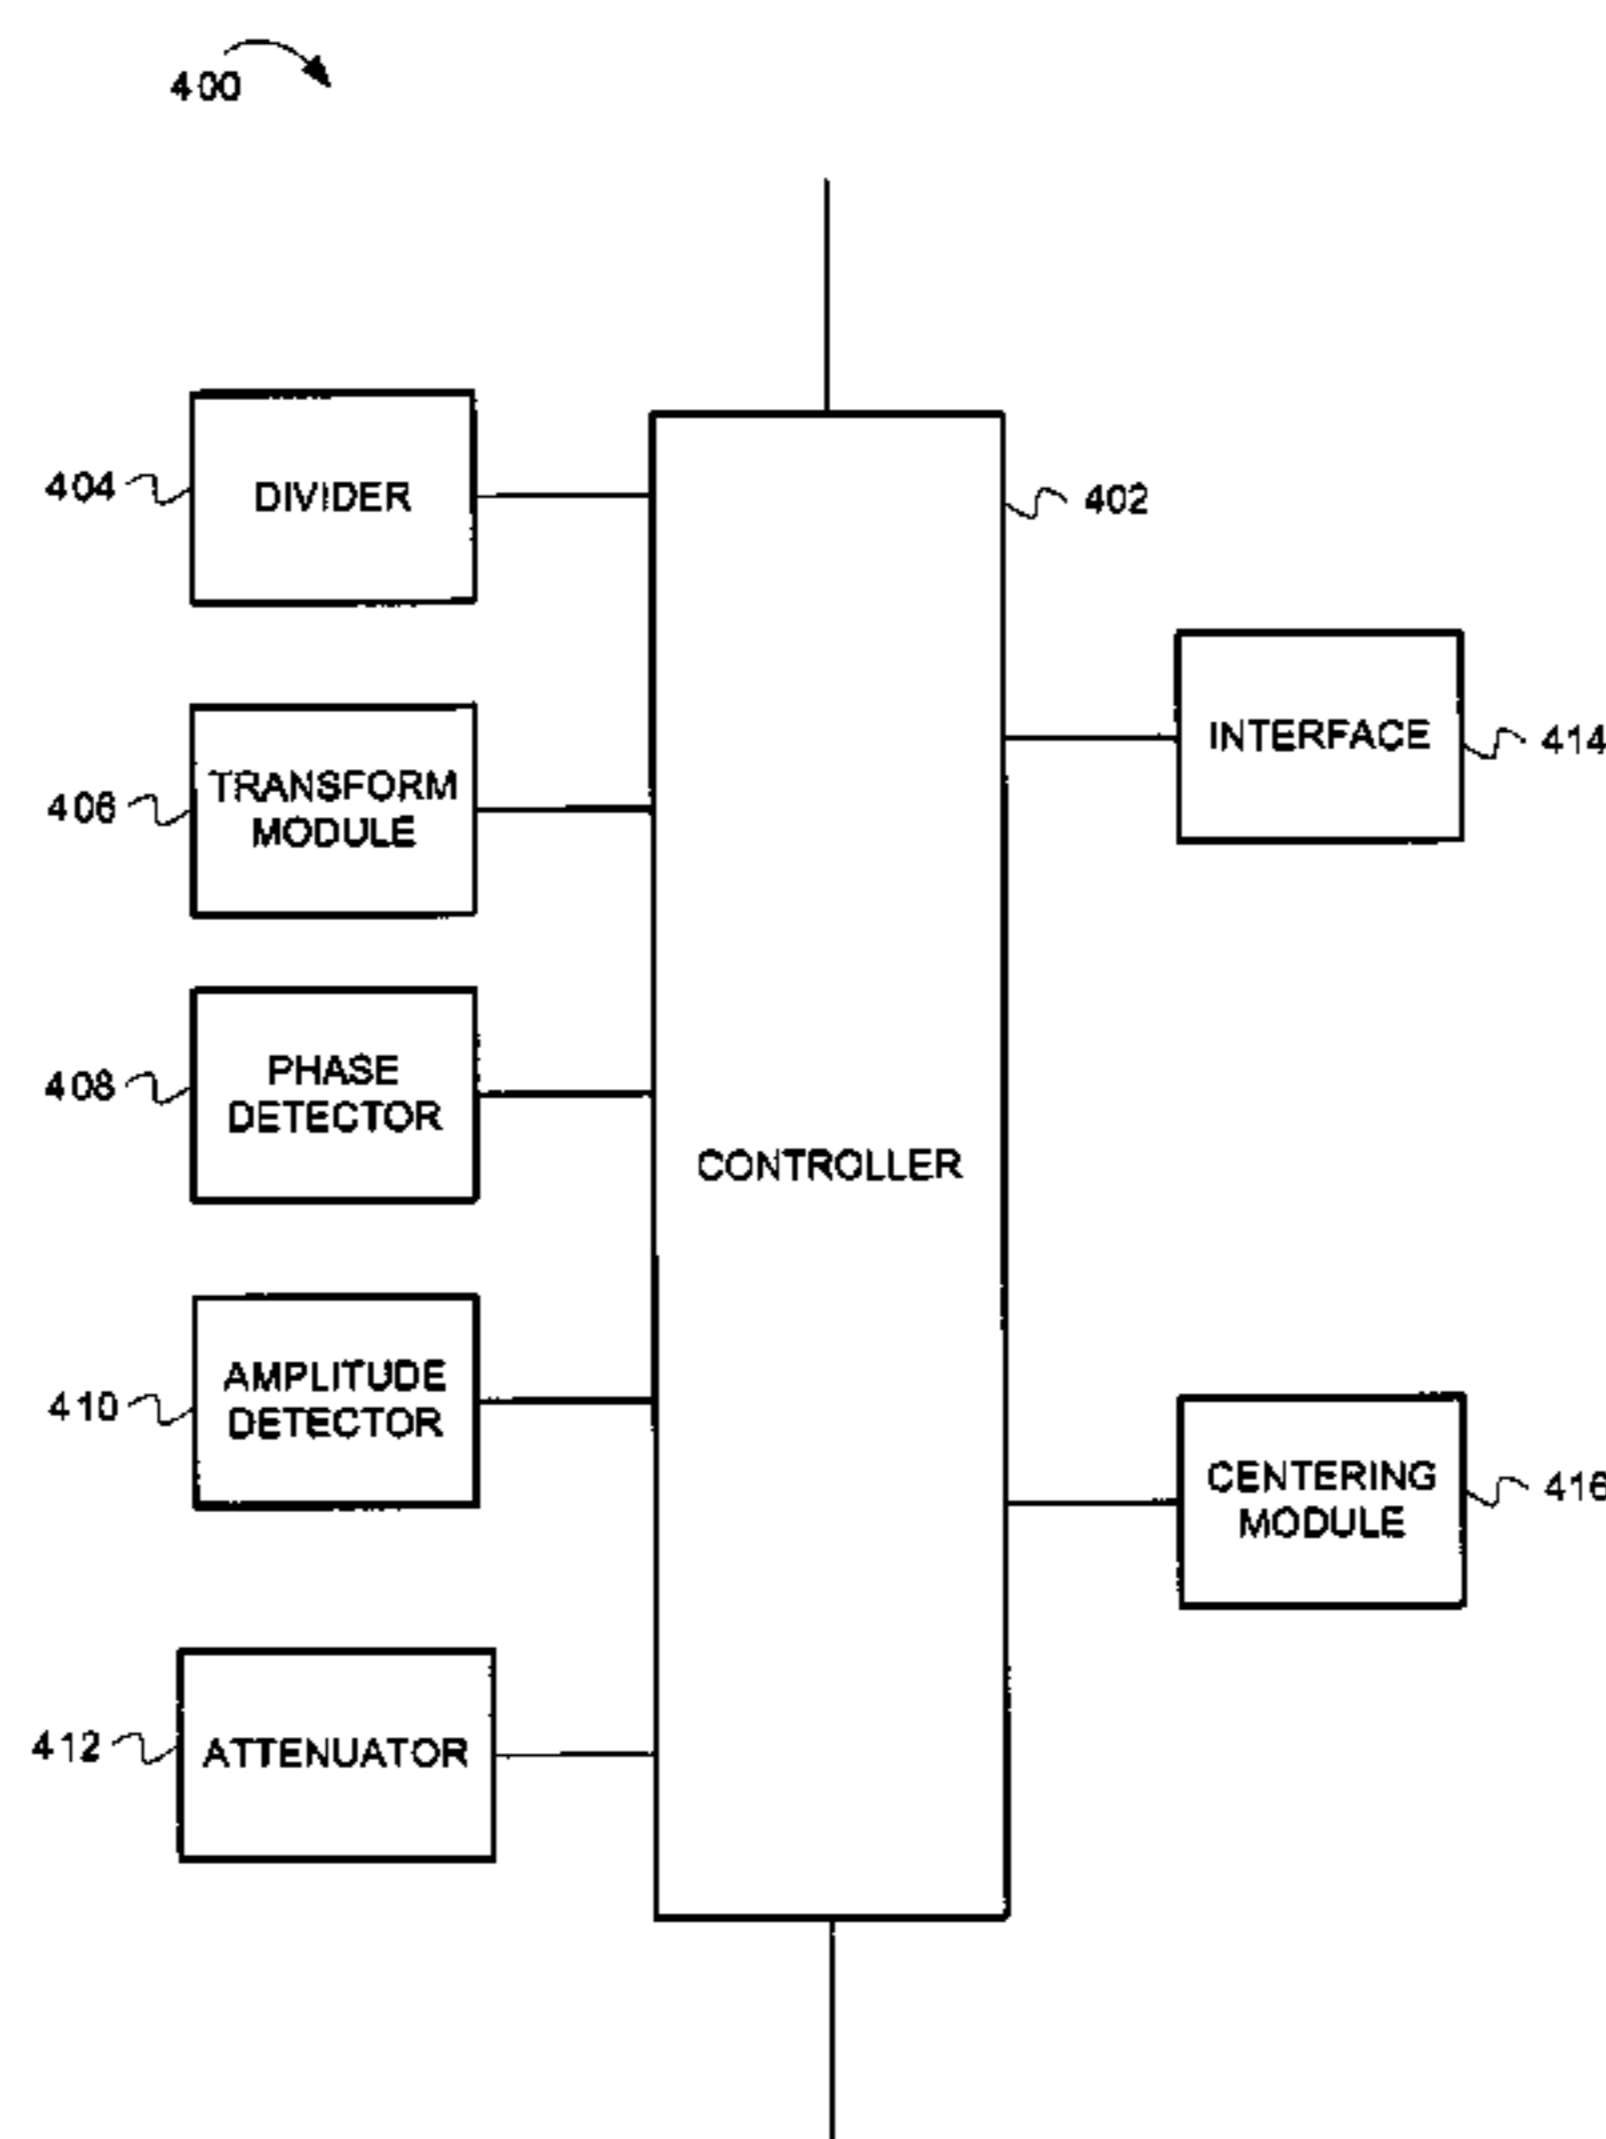 400
404
DIVIDER
402
INTERFACE
414
406
TRANSFORM
MODULE
408
PHASE
DETECTOR
CONTROLLER
410
AMPLITUDE
DETECTOR
CENTERING
MODULE
416
412
ATTENUATOR